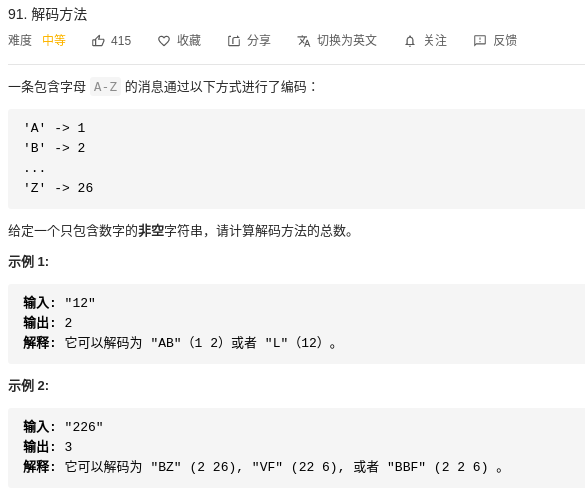 91. 解码方法
难度 中等 415 收藏 分享 切换为英文 关注 反馈
一条包含字母 A-Z 的消息通过以下方式进行了编码：
'A' -> 1
'B' -> 2
...
'Z' -> 26
给定一个只包含数字的非空字符串，请计算解码方法的总数。
示例 1:
输入: "12"
输出: 2
解释: 它可以解码为 "AB"（1 2）或者 "L"（12）。
示例 2:
输入: "226"
输出: 3
解释: 它可以解码为 "BZ" (2 26), "VF" (22 6), 或者 "BBF" (2 2 6) 。